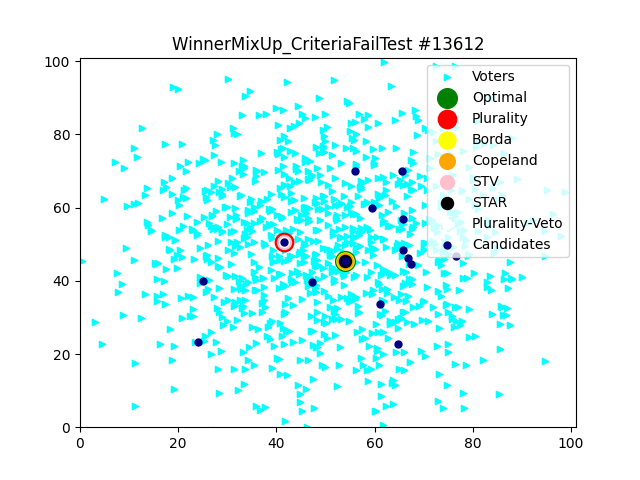 WinnerMixUp_CriteriaFailTest #13612
100
80
60
40
20
0
0
20
40
60
80
100
Voters
Optimal
Plurality
Borda
Copeland
STV
STAR
Plurality-Veto
Candidates